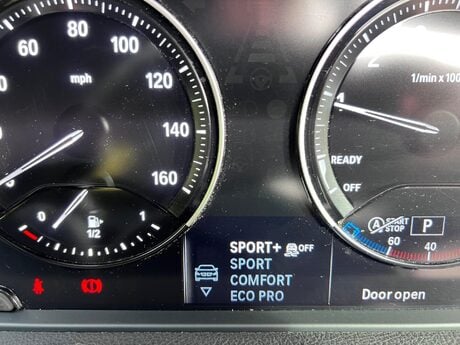 60
80
100
120
140
160
mph
0
1/2
1
2
1/min x 100
1
READY
OFF
START
STOP
P
60
40
SPORT+ OFF
SPORT
COMFORT
ECO PRO
Door open